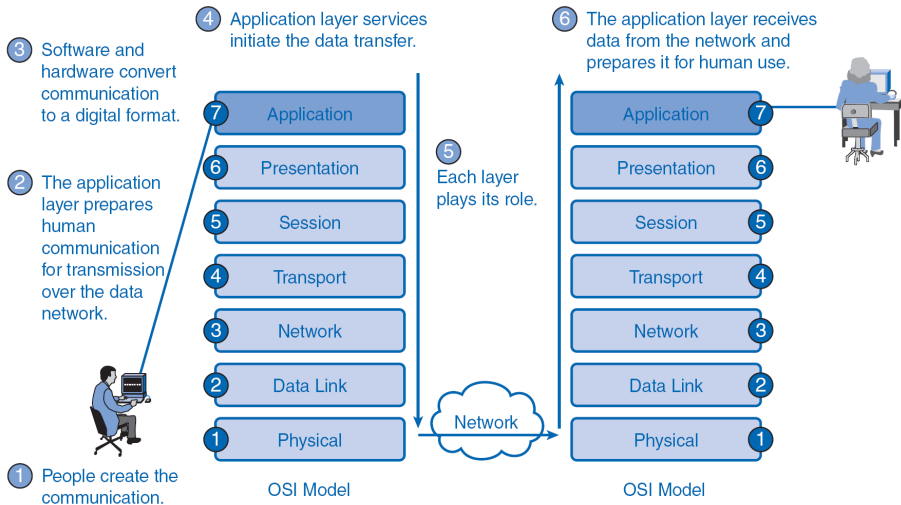 4 Application layer services
initiate the data transfer.
6 The application layer receives
data from the network and
prepares it for human use.
3 Software and
hardware convert
communication
to a digital format.
2 The application
layer prepares
human
communication
for transmission
over the data
network.
1 People create the
communication.
7 Application
6 Presentation
5 Session
4 Transport
3 Network
2 Data Link
1 Physical
OSI Model
5
Each layer
plays its role.
Network
Application 7
Presentation 6
Session 5
Transport 4
Network 3
Data Link 2
Physical 1
OSI Model